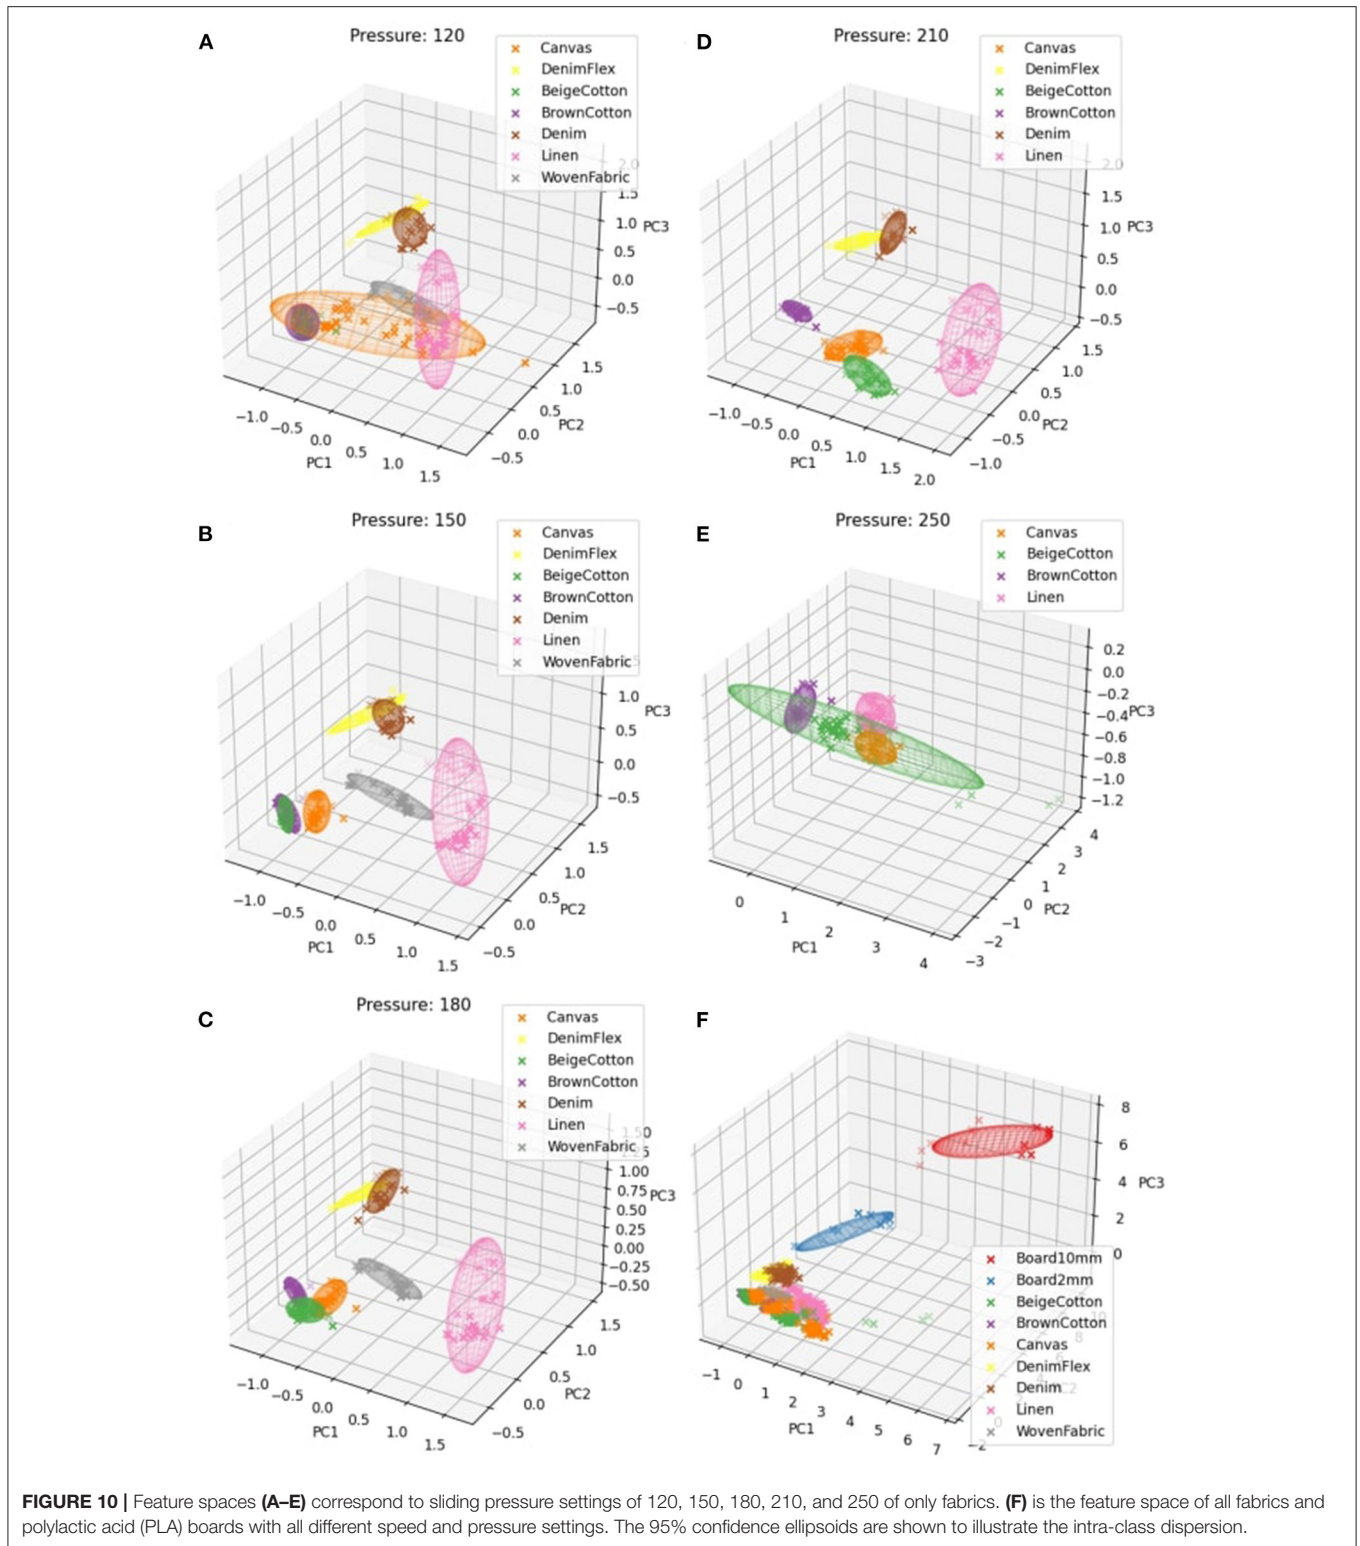 A
Pressure: 120
Canvas
DenimFlex
BeigeCotton
BrownCotton
Denim
Linen
WovenFabric
2.0
1.5
1.0
0.5
0.0
−0.5
PC3
−1.0
−0.5
0.0
0.5
1.0
1.5
PC1
−0.5
0.0
0.5
1.0
1.5
PC2
D
Pressure: 210
Canvas
DenimFlex
BeigeCotton
BrownCotton
Denim
Linen
2.0
1.5
1.0
0.5
0.0
−0.5
PC3
−1.0
−0.5
0.0
0.5
1.0
1.5
2.0
PC1
−1.0
−0.5
0.0
0.5
1.0
1.5
PC2
B
Pressure: 150
Canvas
DenimFlex
BeigeCotton
BrownCotton
Denim
Linen
WovenFabric
1.0
0.5
0.0
−0.5
PC3
−1.0
−0.5
0.0
0.5
1.0
1.5
PC1
−0.5
0.0
0.5
1.0
1.5
PC2
E
Pressure: 250
Canvas
BeigeCotton
BrownCotton
Linen
0.2
0.0
−0.2
−0.4
−0.6
−0.8
−1.0
−1.2
PC3
0
1
2
3
4
PC1
−3
−2
−1
0
1
2
3
4
PC2
C
Pressure: 180
Canvas
DenimFlex
BeigeCotton
BrownCotton
Denim
Linen
WovenFabric
1.50
1.25
1.00
0.75
0.50
0.25
0.00
−0.25
−0.50
PC3
−1.0
−0.5
0.0
0.5
1.0
1.5
PC1
−0.5
0.0
0.5
1.0
1.5
PC2
F
8
6
4
2
0
PC3
Board10mm
Board2mm
BeigeCotton
BrownCotton
Canvas
DenimFlex
Denim
Linen
WovenFabric
−1
0
1
2
3
4
5
6
7
PC1
−2
0
8
10
FIGURE 10 | Feature spaces (A–E) correspond to sliding pressure settings of 120, 150, 180, 210, and 250 of only fabrics. (F) is the feature space of all fabrics and
polylactic acid (PLA) boards with all different speed and pressure settings. The 95% confidence ellipsoids are shown to illustrate the intra-class dispersion.